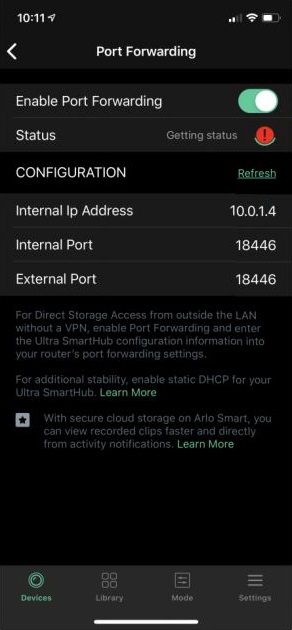 10:11
Port Forwarding
Enable Port Forwarding
Status Getting status
CONFIGURATION Refresh
Internal Ip Address 10.0.1.4
Internal Port 18446
External Port 18446
For Direct Storage Access from outside the LAN
without a VPN, enable Port Forwarding and enter
the Ultra SmartHub configuration information into
your router's port forwarding settings.
For additional stability, enable static DHCP for your
Ultra SmartHub. Learn More
With secure cloud storage on Arlo Smart, you
can view recorded clips faster and directly
from activity notifications. Learn More
Devices Library Mode Settings